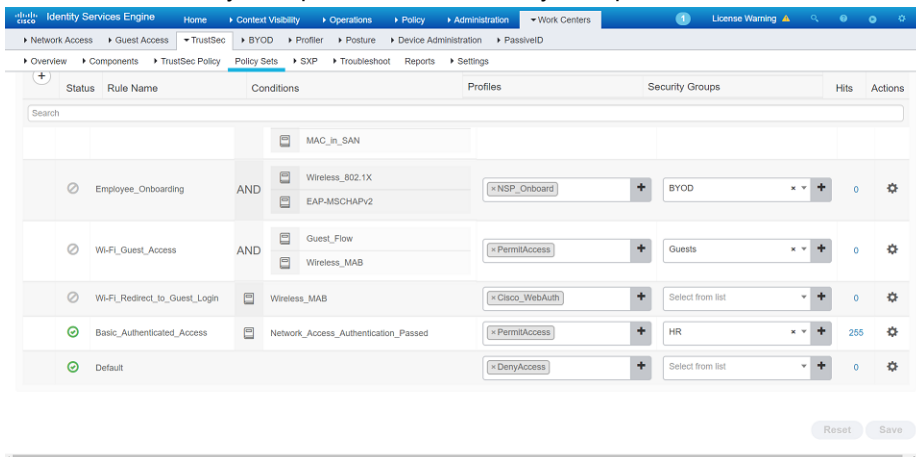 cisco Identity Services Engine Home Context Visibility Operations Policy Administration Work Centers 1 License Warning
Network Access Guest Access TrustSec BYOD Profiler Posture Device Administration PassiveID
Overview Components TrustSec Policy Policy Sets SXP Troubleshoot Reports Settings
+ Status Rule Name Conditions Profiles Security Groups Hits Actions
Search
MAC_in_SAN
Employee_Onboarding AND Wireless_802.1X EAP-MSCHAPv2 × NSP_Onboard + BYOD × + 0
Wi-Fi_Guest_Access AND Guest_Flow Wireless_MAB × PermitAccess + Guests × + 0
Wi-Fi_Redirect_to_Guest_Login Wireless_MAB × Cisco_WebAuth + Select from list + 0
Basic_Authenticated_Access Network_Access_Authentication_Passed × PermitAccess + HR × + 255
Default × DenyAccess + Select from list + 0
Reset Save